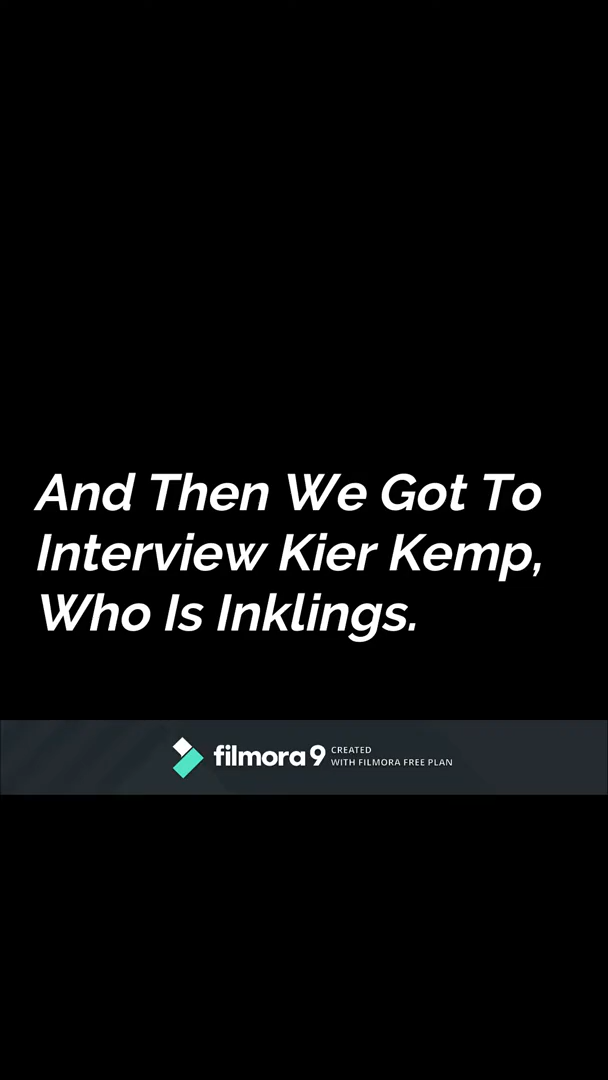 And Then We Got To
Interview Kier Kemp,
Who Is Inklings.
filmora 9 CREATED
WITH FILMORA FREE PLAN